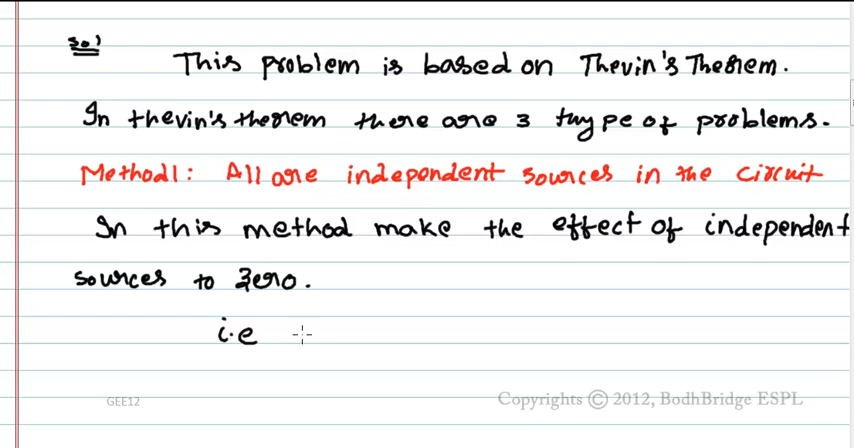 Sol
This problem is based on Thevin's Theorem.
In thevin's theorem there are 3 type of problems.
Method1: All are independent sources in the circuit
In this method make the effect of independent
sources to zero.
i.e
GEE12
Copyrights © 2012, BodhBridge ESPL